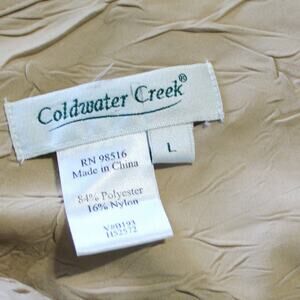 Coldwater Creek®
L
RN 98516
Made in China
84% Polyester
16% Nylon